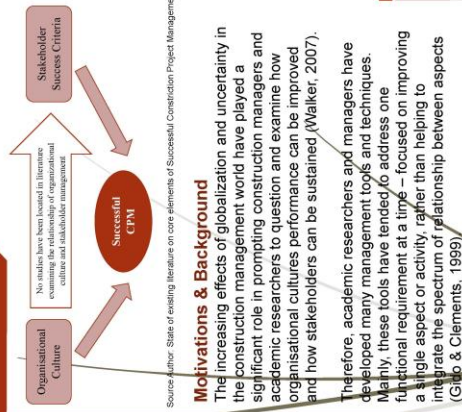 Organisational
Culture
No studies have been located in literature
examining the relationship of organizational
culture and stakeholder management
Stakeholder
Success Criteria
Successful
CPM
Source Author: State of existing literature on core elements of Successful Constriction Project Manageme
Motivations & Background
The increasing effects of globalization and uncertainty in
the construction management world have played a
significant role in prompting construction managers and
academic researchers to question and examine how
organisational cultures performance can be improved
and how stakeholders can be sustained (Walker, 2007).
Therefore, academic researchers and managers have
developed many management tools and techniques.
Mainly, these tools have tended to address one
functional requirement at a time – focused on improving
a single aspect or activity, rather than helping to
integrate the spectrum of relationship between aspects
(Gido & Clements, 1999).